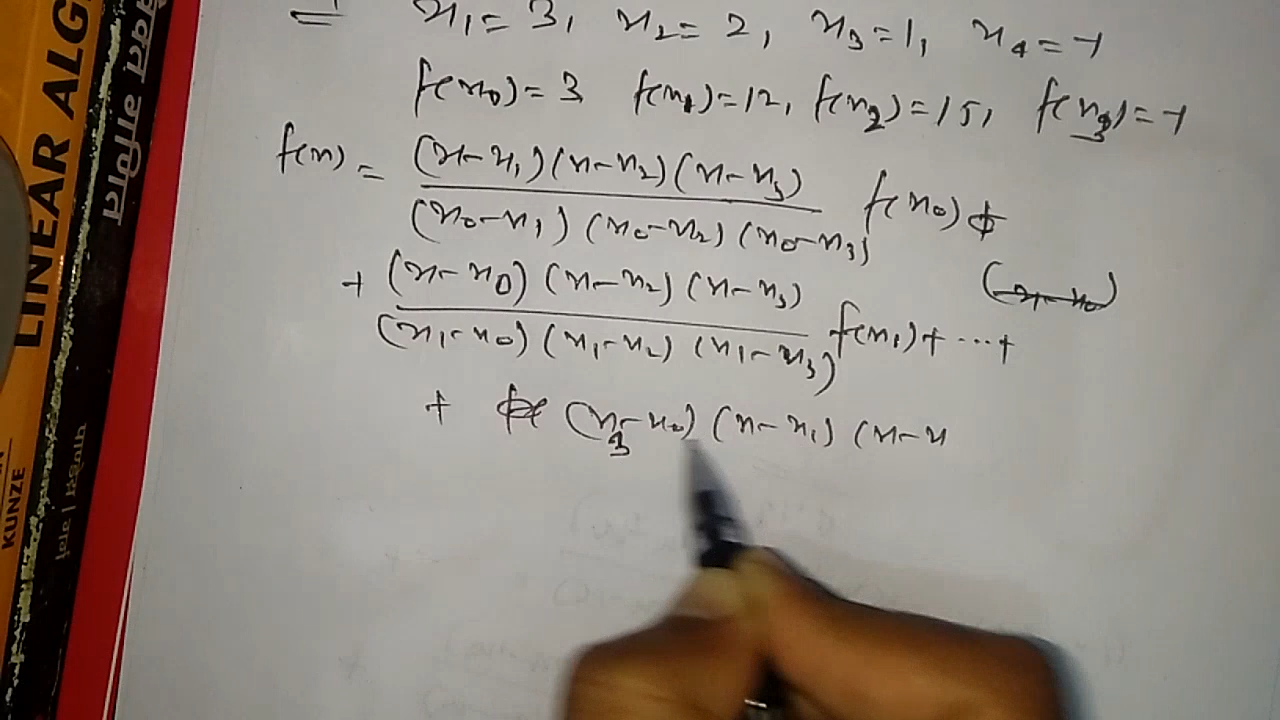 = x₁ = 3, x₂ = 2, x₃ = 1, x₄ = -1
f(x₀) = 3 f(x₁) = 12, f(x₂) = 15, f(x₃) = -1
f(x) = (x-x₁)(x-x₂)(x-x₃) / (x₀-x₁)(x₀-x₂)(x₀-x₃) f(x₀)
+ (x-x₀)(x-x₂)(x-x₃) / (x₁-x₀)(x₁-x₂)(x₁-x₃) f(x₁) + ... +
+ (x₃-x₀)(x-x₁)(x-x
LINEAR ALG
KUNZE